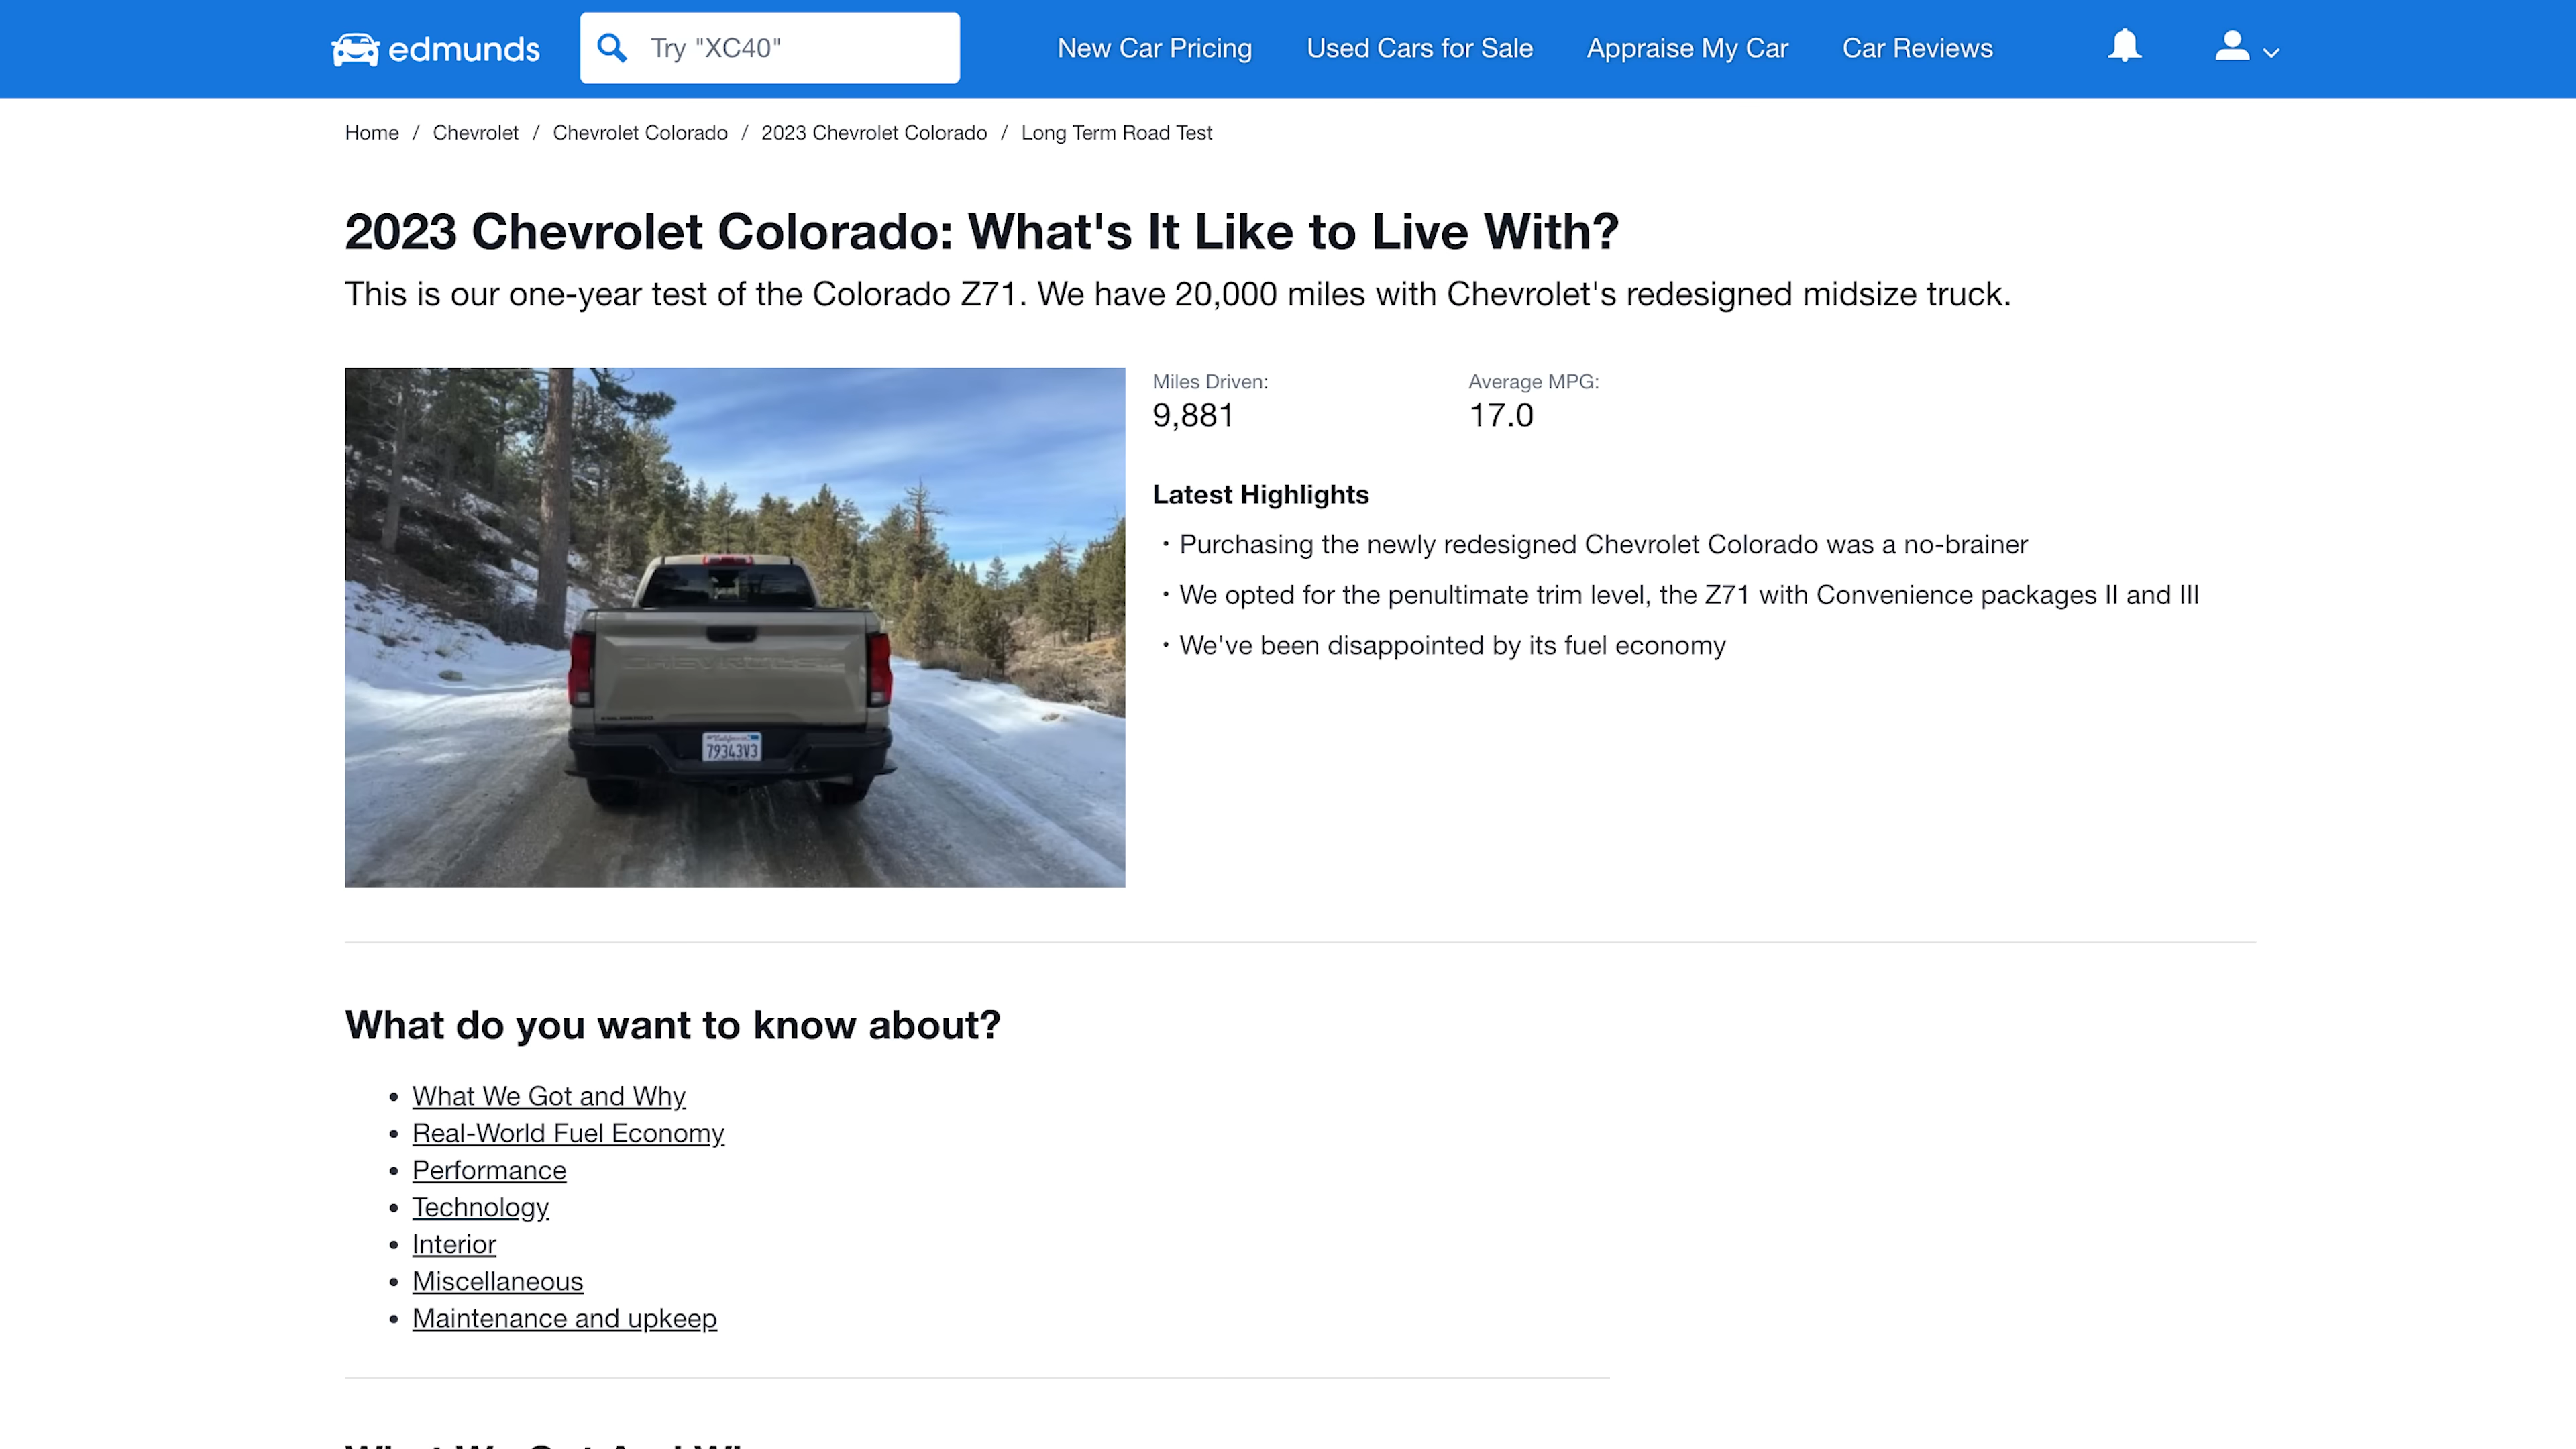 edmunds
Try "XC40"
New Car Pricing
Used Cars for Sale
Appraise My Car
Car Reviews
Home / Chevrolet / Chevrolet Colorado / 2023 Chevrolet Colorado / Long Term Road Test
2023 Chevrolet Colorado: What's It Like to Live With?
This is our one-year test of the Colorado Z71. We have 20,000 miles with Chevrolet's redesigned midsize truck.
CHEVROLET
California
79343V3
Miles Driven:
9,881
Average MPG:
17.0
Latest Highlights
· Purchasing the newly redesigned Chevrolet Colorado was a no-brainer
· We opted for the penultimate trim level, the Z71 with Convenience packages II and III
· We've been disappointed by its fuel economy
What do you want to know about?
• What We Got and Why
• Real-World Fuel Economy
• Performance
• Technology
• Interior
• Miscellaneous
• Maintenance and upkeep